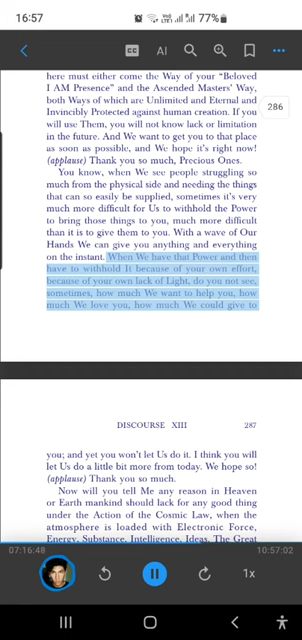 16:57
77%
CC
AI
here must either come the Way of your “Beloved
I AM Presence” and the Ascended Masters’ Way,
both Ways of which are Unlimited and Eternal and
Invincibly Protected against human creation. If you
will use Them, you will not know lack or limitation
in the future. And We want to get you to that place
as soon as possible, and We hope it’s right now!
(applause) Thank you so much, Precious Ones.
286
You know, when We see people struggling so
much from the physical side and needing the things
that can so easily be supplied, sometimes it’s very
much more difficult for Us to withhold the Power
to bring those things to you, much more difficult
than it is to give them to you. With a wave of Our
Hands We can give you anything and everything
on the instant. When We have that Power and then
have to withhold It because of your own effort,
because of your own lack of Light, do you not see,
sometimes, how much We want to help you, how
much We love you, how much We could give to
DISCOURSE XIII 287
you; and yet you won’t let Us do it. I think you will
let Us do a little bit more from today. We hope so!
(applause) Thank you so much.
Now will you tell Me any reason in Heaven
or Earth mankind should lack for any good thing
under the Action of the Cosmic Law, when the
atmosphere is loaded with Electronic Force,
Energy, Substance, Intelligence, Ideas. The Great
07:16:48
10:57:02
1x